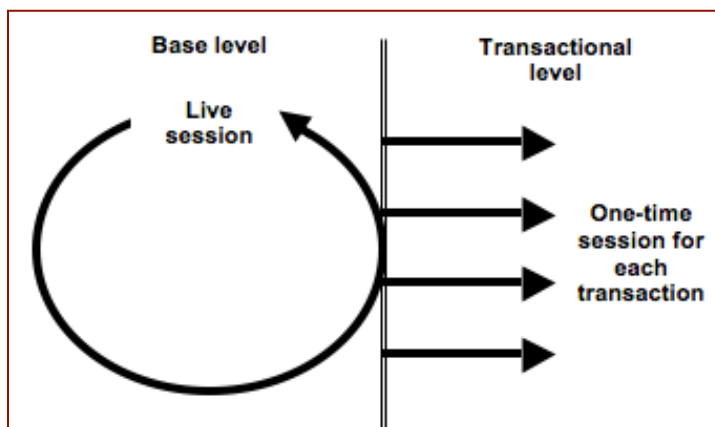 Base level
Transactional
level
Live
session
One-time
session for
each
transaction